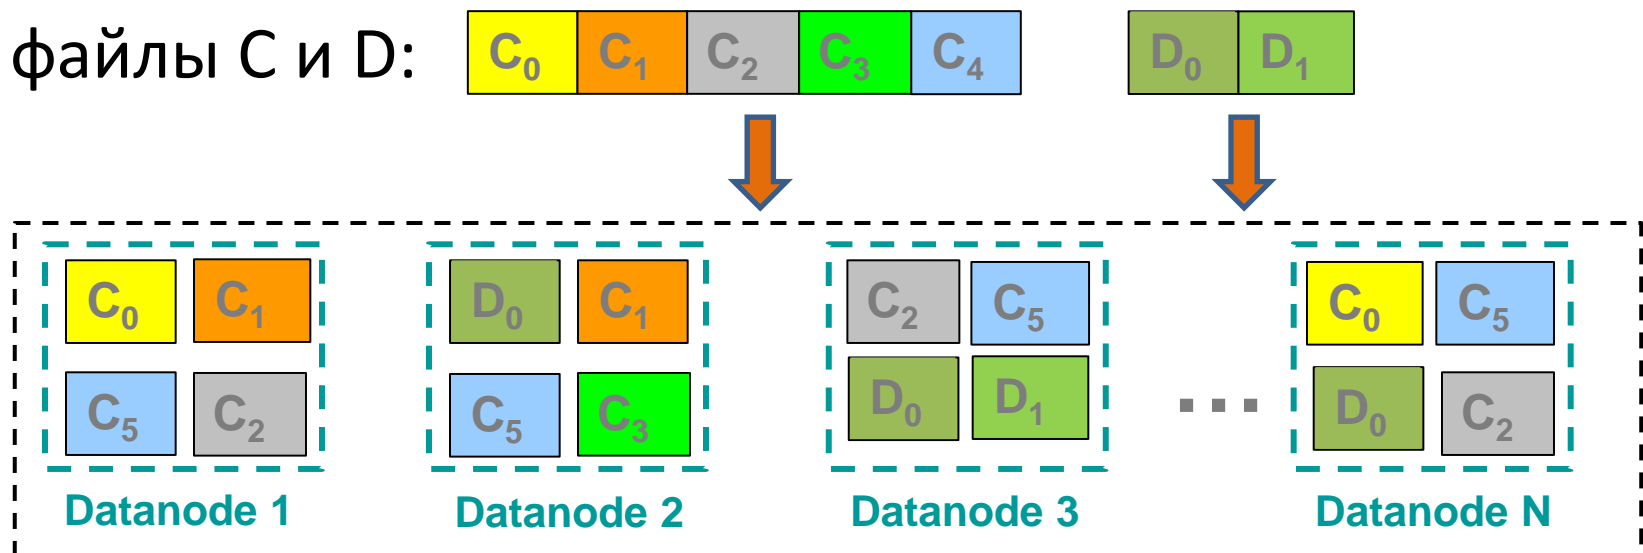 файлы C и D: C0 C1 C2 C3 C4 D0 D1
C0 C1 D0 C1 C2 C5 C0 C5
C5 C2 C5 C3 D0 D1 ... D0 C2
Datanode 1 Datanode 2 Datanode 3 Datanode N